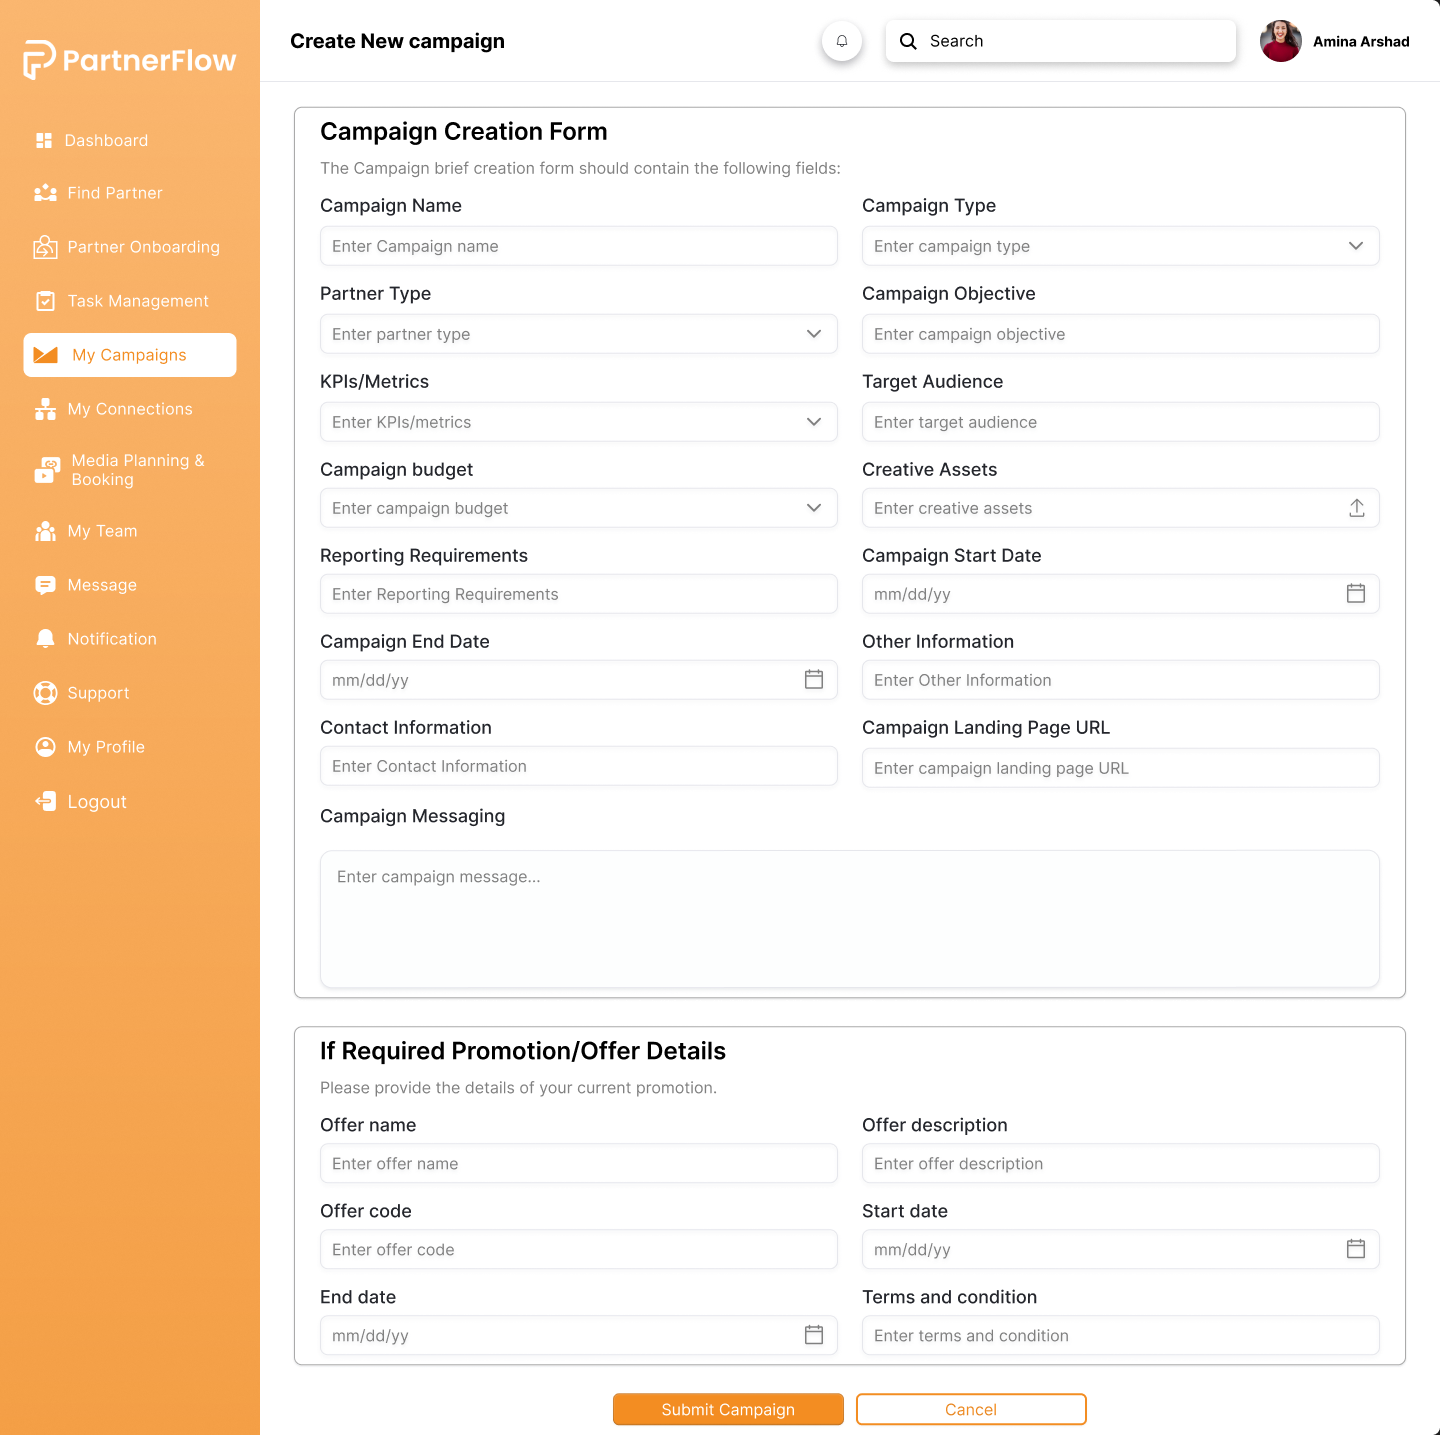 PartnerFlow
Dashboard
Find Partner
Partner Onboarding
Task Management
My Campaigns
My Connections
Media Planning &
Booking
My Team
Message
Notification
Support
My Profile
Logout
Create New campaign
Search
Amina Arshad
Campaign Creation Form
The Campaign brief creation form should contain the following fields:
Campaign Name
Campaign Type
Enter Campaign name
Enter campaign type
Partner Type
Campaign Objective
Enter partner type
Enter campaign objective
KPIs/Metrics
Target Audience
Enter KPIs/metrics
Enter target audience
Campaign budget
Creative Assets
Enter campaign budget
Enter creative assets
Reporting Requirements
Campaign Start Date
Enter Reporting Requirements
mm/dd/yy
Campaign End Date
Other Information
mm/dd/yy
Enter Other Information
Contact Information
Campaign Landing Page URL
Enter Contact Information
Enter campaign landing page URL
Campaign Messaging
Enter campaign message...
If Required Promotion/Offer Details
Please provide the details of your current promotion.
Offer name
Offer description
Enter offer name
Enter offer description
Offer code
Start date
Enter offer code
mm/dd/yy
End date
Terms and condition
mm/dd/yy
Enter terms and condition
Submit Campaign
Cancel